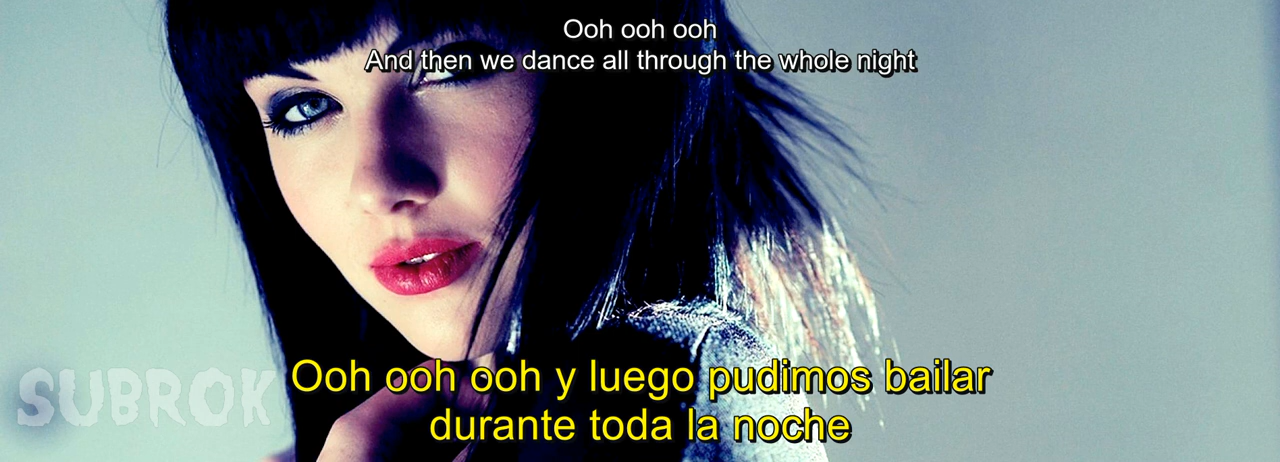 Ooh ooh ooh
And then we dance all through the whole night
SUBROK
Ooh ooh ooh y luego pudimos bailar
durante toda la noche